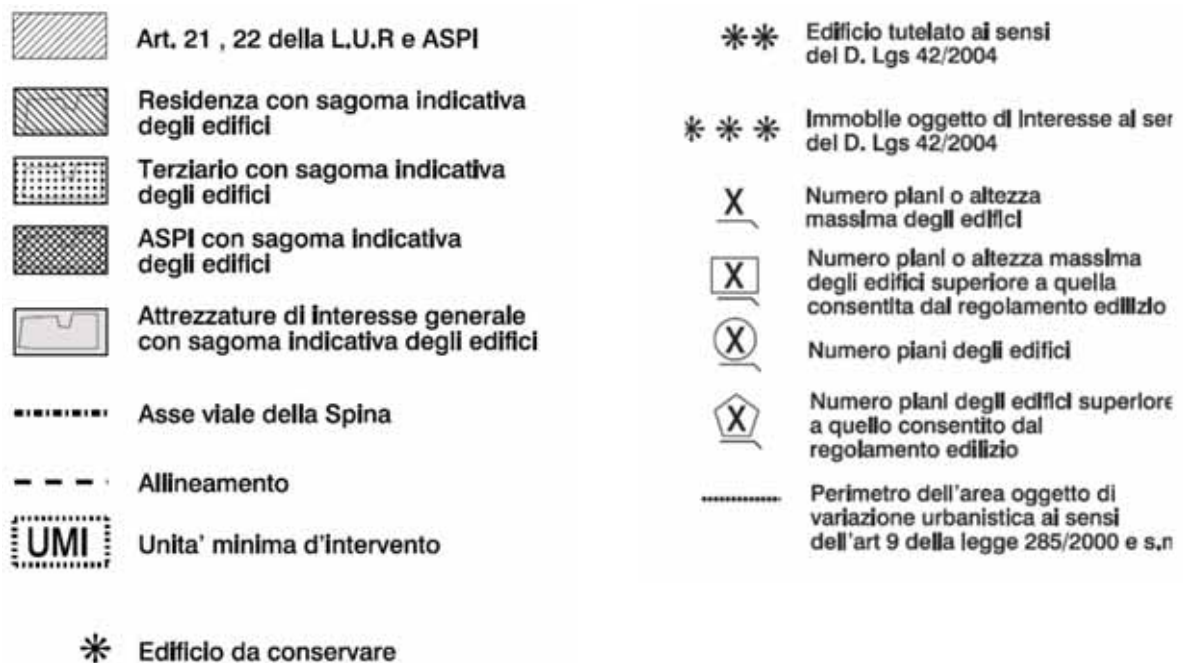 Art. 21 , 22 della L.U.R e ASPI
Residenza con sagoma indicativa
degli edifici
Terziario con sagoma indicativa
degli edifici
ASPI con sagoma indicativa
degli edifici
Attrezzature di interesse generale
con sagoma indicativa degli edifici
Asse viale della Spina
Allineamento
UMI
Unita' minima d'intervento
Edificio da conservare
Edificio tutelato ai sensi
del D. Lgs 42/2004
Immobile oggetto di interesse ai
del D. Lgs 42/2004
X
Numero piani o altezza
massima degli edifici
X
Numero piani o altezza massima
degli edifici superiore a quella
consentita dal regolamento edilizio
X
Numero piani degli edifici
X
Numero piani degli edifici superiore
a quello consentito dal
regolamento edilizio
Perimetro dell'area oggetto di
variazione urbanistica ai sensi
dell'art 9 della legge 285/2000 e